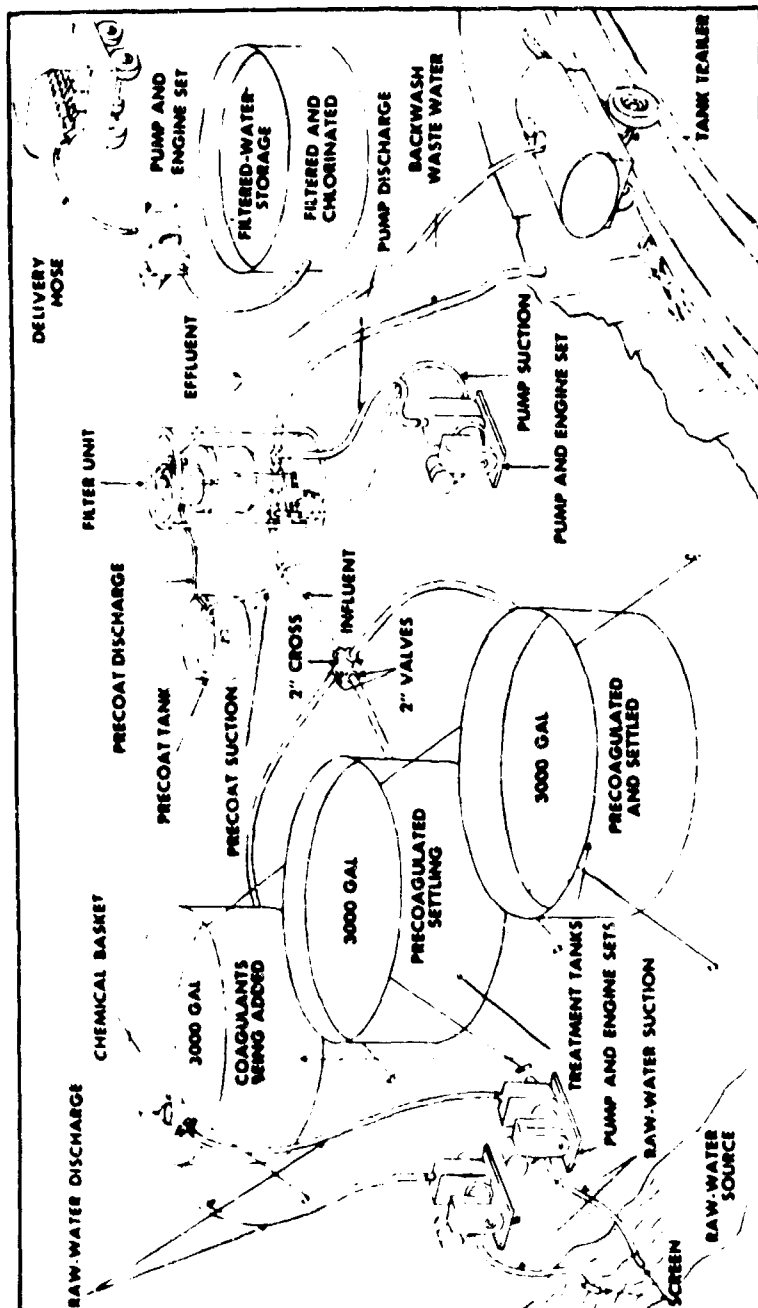 RAW-WATER DISCHARGE
CHEMICAL BASKET
3000 GAL
COAGULANTS
BEING ADDED
PRECOAT DISCHARGE
PRECOAT TANK
PRECOAT SUCTION
FILTER UNIT
DELIVERY
HOSE
EFFLUENT
PUMP AND
ENGINE SET
FILTERED-WATER-
STORAGE
FILTERED AND
CHLORINATED
PUMP DISCHARGE
BACKWASH
WASTE WATER
2" CROSS
INFLUENT
2" VALVES
3000 GAL
PRECOAGULATED
SETTLING
3000 GAL
PRECOAGULATED
AND SETTLED
PUMP SUCTION
PUMP AND ENGINE SET
TREATMENT TANKS
PUMP AND ENGINE SETS
RAW-WATER SUCTION
RAW-WATER
SOURCE
SCREEN
TANK TRAILER